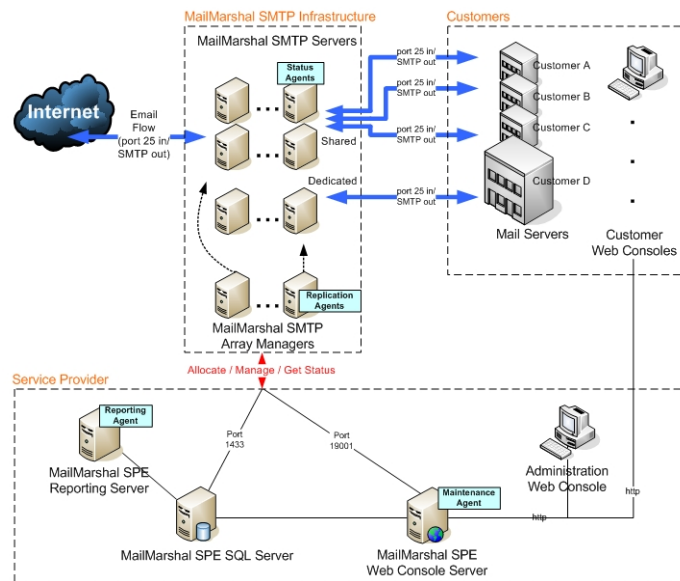 MailMarshal SMTP Infrastructure
MailMarshal SMTP Servers
Status
Agents
Internet
Email
Flow
(port 25 in/
SMTP out)
Shared
Dedicated
Replication
Agents
MailMarshal SMTP
Array Managers
port 25 in/
SMTP out
port 25 in/
SMTP out
port 25 in/
SMTP out
port 25 in/
SMTP out
Customers
Customer A
Customer B
Customer C
Customer D
Mail Servers
Customer
Web Consoles
Allocate / Manage / Get Status
Service Provider
Reporting
Agent
MailMarshal SPE
Reporting Server
Port
1433
Port
19001
MailMarshal SPE SQL Server
Maintenance
Agent
MailMarshal SPE
Web Console Server
Administration
Web Console
http
http